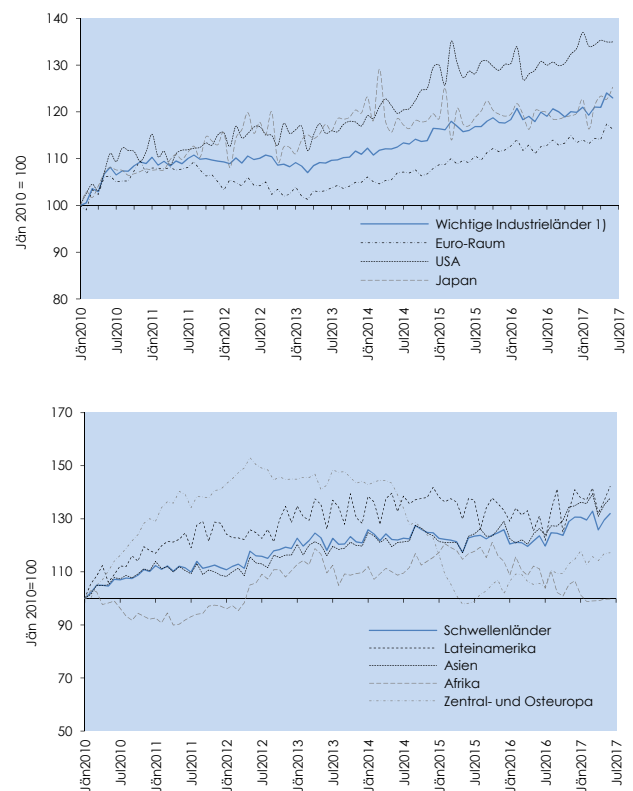 140
130
120
110
100
90
80
Jän 2010 = 100
Wichtige Industrieländer 1)
Euro-Raum
USA
Japan
Jän2010
Jul2010
Jän2011
Jul2011
Jän2012
Jul2012
Jän2013
Jul2013
Jän2014
Jul2014
Jän2015
Jul2015
Jän2016
Jul2016
Jän2017
Jul2017
170
150
130
110
90
70
50
Jän 2010=100
Schwellenländer
Lateinamerika
Asien
Afrika
Zentral- und Osteuropa
Jän2010
Jul2010
Jän2011
Jul2011
Jän2012
Jul2012
Jän2013
Jul2013
Jän2014
Jul2014
Jän2015
Jul2015
Jän2016
Jul2016
Jän2017
Jul2017